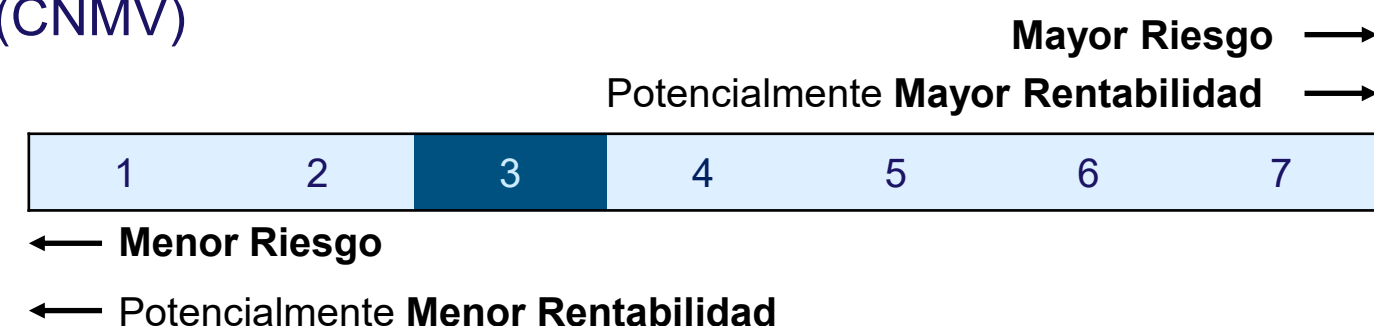 (CNMV)
Mayor Riesgo
Potencialmente Mayor Rentabilidad
1 2 3 4 5 6 7
Menor Riesgo
Potencialmente Menor Rentabilidad